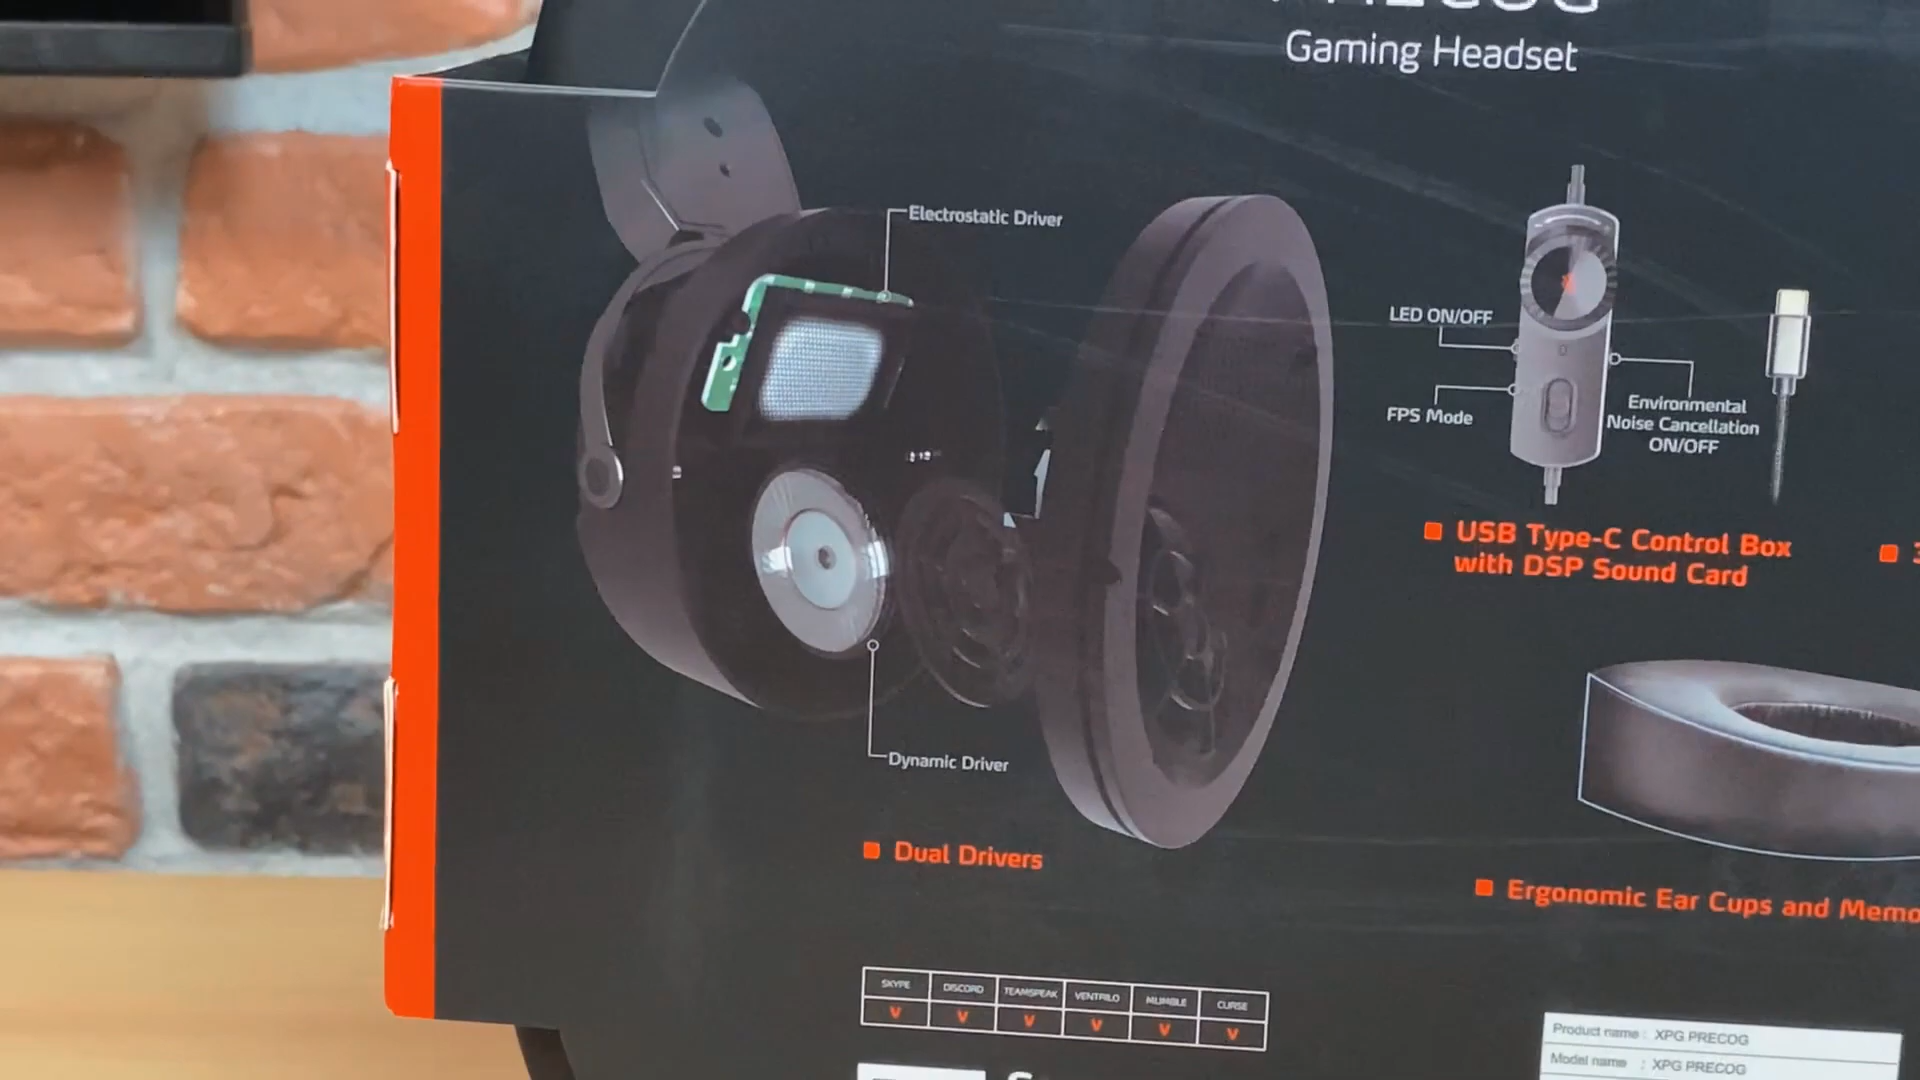 PRECOG
Gaming Headset
Electrostatic Driver
LED ON/OFF
FPS Mode
Environmental
Noise Cancellation
ON/OFF
USB Type-C Control Box
with DSP Sound Card
3
Dynamic Driver
Dual Drivers
Ergonomic Ear Cups and Memo
SKYPE DISCORD TEAMSPEAK VENTRILO MUMBLE CURSE
V V V V V V
Product name : XPG PRECOG
Model name : XPG PRECOG